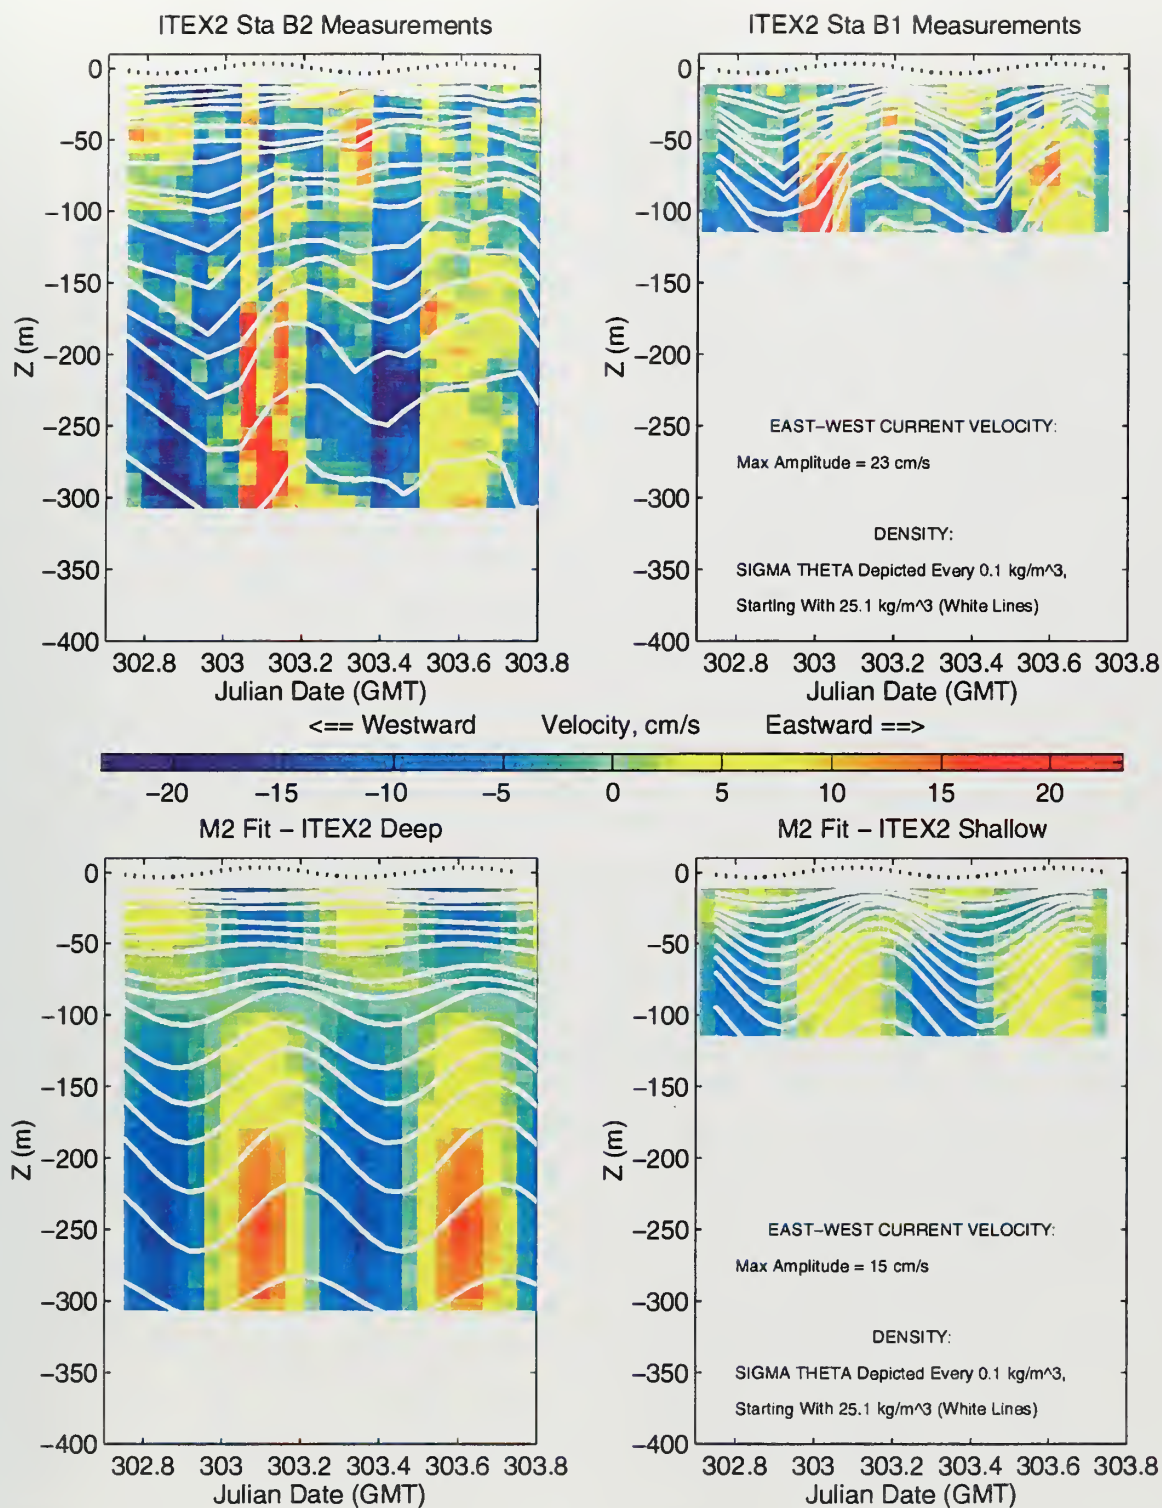 ITEX2 Sta B2 Measurements
0
−50
−100
−150
−200
−250
−300
−350
−400
Z (m)
302.8 303 303.2 303.4 303.6 303.8
Julian Date (GMT)
ITEX2 Sta B1 Measurements
0
−50
−100
−150
−200
−250
−300
−350
−400
Z (m)
EAST−WEST CURRENT VELOCITY:
Max Amplitude = 23 cm/s
DENSITY:
SIGMA THETA Depicted Every 0.1 kg/m^3,
Starting With 25.1 kg/m^3 (White Lines)
302.8 303 303.2 303.4 303.6 303.8
Julian Date (GMT)
<== Westward Velocity, cm/s Eastward ==>
−20 −15 −10 −5 0 5 10 15 20
M2 Fit − ITEX2 Deep
0
−50
−100
−150
−200
−250
−300
−350
−400
Z (m)
302.8 303 303.2 303.4 303.6 303.8
Julian Date (GMT)
M2 Fit − ITEX2 Shallow
0
−50
−100
−150
−200
−250
−300
−350
−400
Z (m)
EAST−WEST CURRENT VELOCITY:
Max Amplitude = 15 cm/s
DENSITY:
SIGMA THETA Depicted Every 0.1 kg/m^3,
Starting With 25.1 kg/m^3 (White Lines)
302.8 303 303.2 303.4 303.6 303.8
Julian Date (GMT)